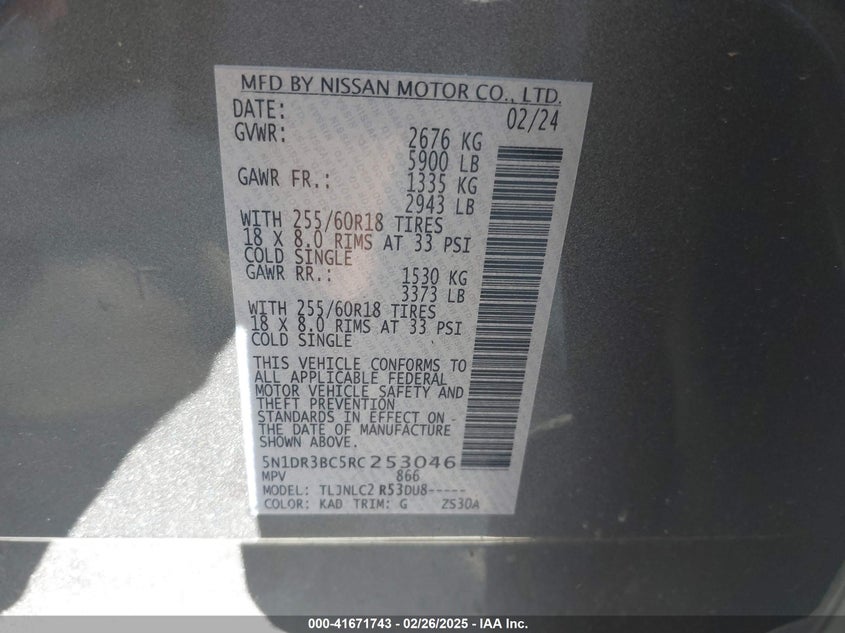 MFD BY NISSAN MOTOR CO., LTD.
DATE: 02/24
GVWR: 2676 KG
5900 LB
GAWR FR.: 1335 KG
2943 LB
WITH 255/60R18 TIRES
18 X 8.0 RIMS AT 33 PSI
COLD SINGLE
GAWR RR.: 1530 KG
3373 LB
WITH 255/60R18 TIRES
18 X 8.0 RIMS AT 33 PSI
COLD SINGLE
THIS VEHICLE CONFORMS TO
ALL APPLICABLE FEDERAL
MOTOR VEHICLE SAFETY AND
THEFT PREVENTION
STANDARDS IN EFFECT ON
THE DATE OF MANUFACTURE
SHOWN ABOVE.
5N1DR3BC5RC253046
MPV 866
MODEL: TLJNLC2 R53DU8-----
COLOR: KAD TRIM: G ZS30A
000-41671743 | 02/26/2025 - IAA Inc.